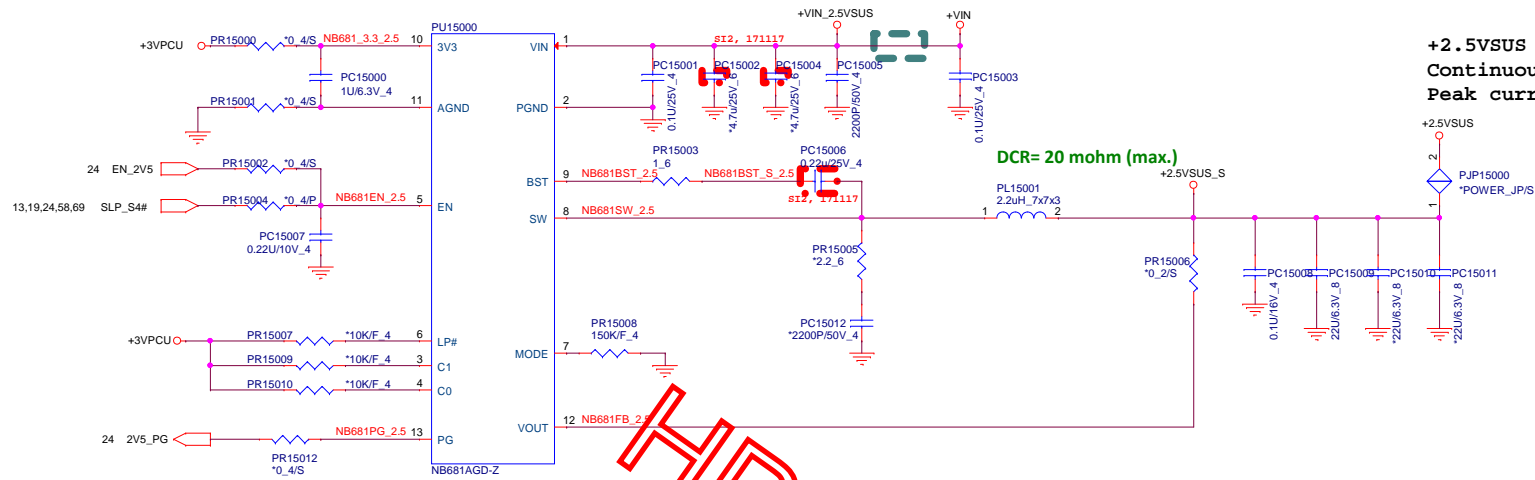 +VIN_2.5VSUS
+VIN
+2.5VSUS
Continuou
Peak curr
+3VPCU
PR15000
*0_4/S
NB681_3.3_2.5
10
PC15000
1U/6.3V_4
PR15001
*0_4/S
11
24 EN_2V5
PR15002
*0_4/S
13,19,24,58,69 SLP_S4#
PR15004
*0_4/P
NB681EN_2.5
5
PC15007
0.22U/10V_4
+3VPCU
PR15007
*10K/F_4
6
PR15009
*10K/F_4
3
PR15010
*10K/F_4
4
24 2V5_PG
PR15012
*0_4/S
NB681PG_2.5
13
PU15000
3V3
VIN
AGND
PGND
BST
EN
SW
LP#
C1
C0
MODE
PG
VOUT
NB681AGD-Z
1
SI2, 171117
PC15001
0.1U/25V_4
PC15002
*4.7u/25V_6
PC15004
*4.7u/25V_6
PC15005
2200P/50V_4
PC15003
0.1U/25V_4
2
9
NB681BST_2.5
PR15003
1_6
NB681BST_S_2.5
PC15006
0.22u/25V_4
SI2, 171117
8
NB681SW_2.5
PR15005
*2.2_6
PC15012
*2200P/50V_4
DCR= 20 mohm (max.)
PL15001
2.2uH_7x7x3
1
2
+2.5VSUS_S
PR15006
*0_2/S
7
PR15008
150K/F_4
12
NB681FB_2.5
PC15008
0.1U/16V_4
PC15009
22U/6.3V_8
PC15010
*22U/6.3V_8
PC15011
*22U/6.3V_8
+2.5VSUS
2
PJP15000
*POWER_JP/S
1